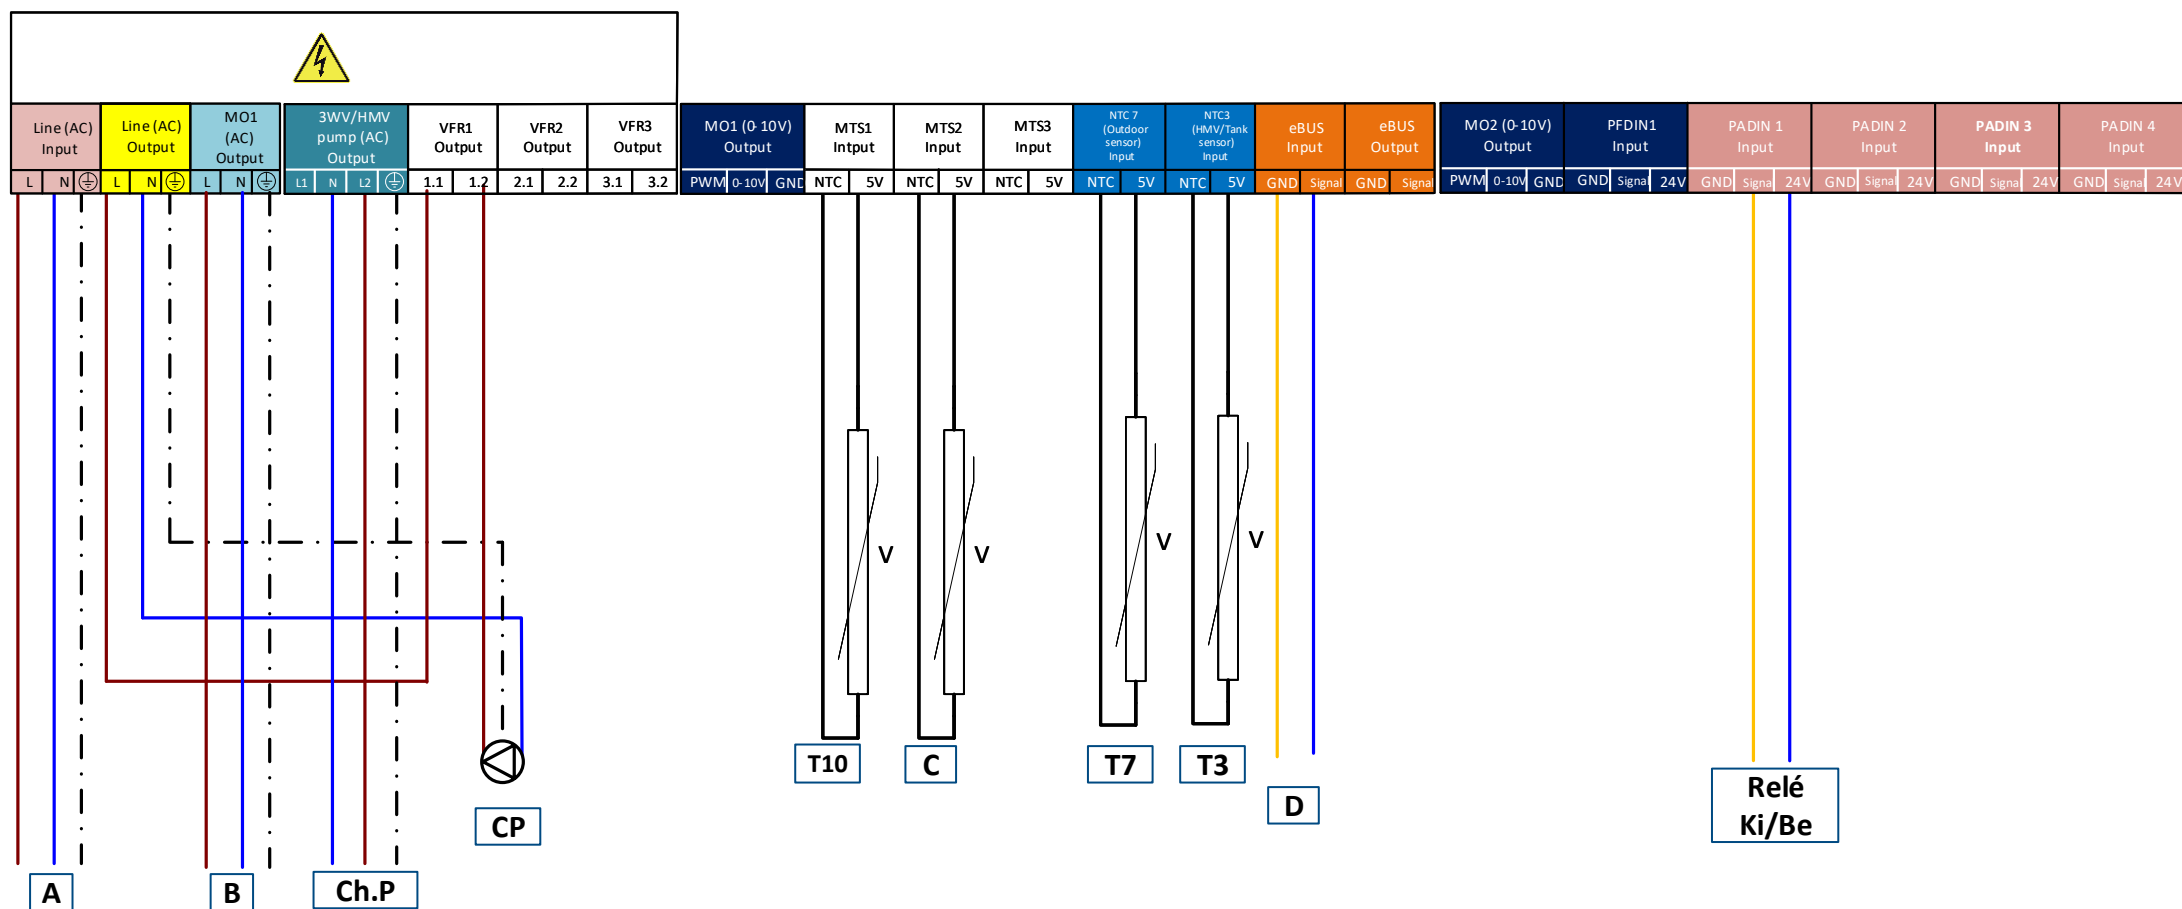 Line (AC)
Input
Line (AC)
Output
MO1
(AC)
Output
3WV/HMV
pump (AC)
Output
VFR1
Output
VFR2
Output
VFR3
Output
MO1 (0-10V)
Output
MTS1
Intput
MTS2
Input
MTS3
Input
NTC 7
(Outdoor
sensor)
Input
NTC3
(HMV/Tank
sensor)
Input
eBUS
Input
eBUS
Output
MO2 (0-10V)
Output
PFDIN1
Input
PADIN 1
Input
PADIN 2
Input
PADIN 3
Input
PADIN 4
Input
L N L N L N L1 N L2 1.1 1.2 2.1 2.2 3.1 3.2 PWM 0-10V GND NTC 5V NTC 5V NTC 5V NTC 5V NTC 5V GND Signal GND Signal PWM 0-10V GND GND Signal 24V GND Signal 24V GND Signal 24V GND Signal 24V GND Signal 24V
V V V V
T10 C T7 T3
D
Relé
Ki/Be
CP
A B Ch.P